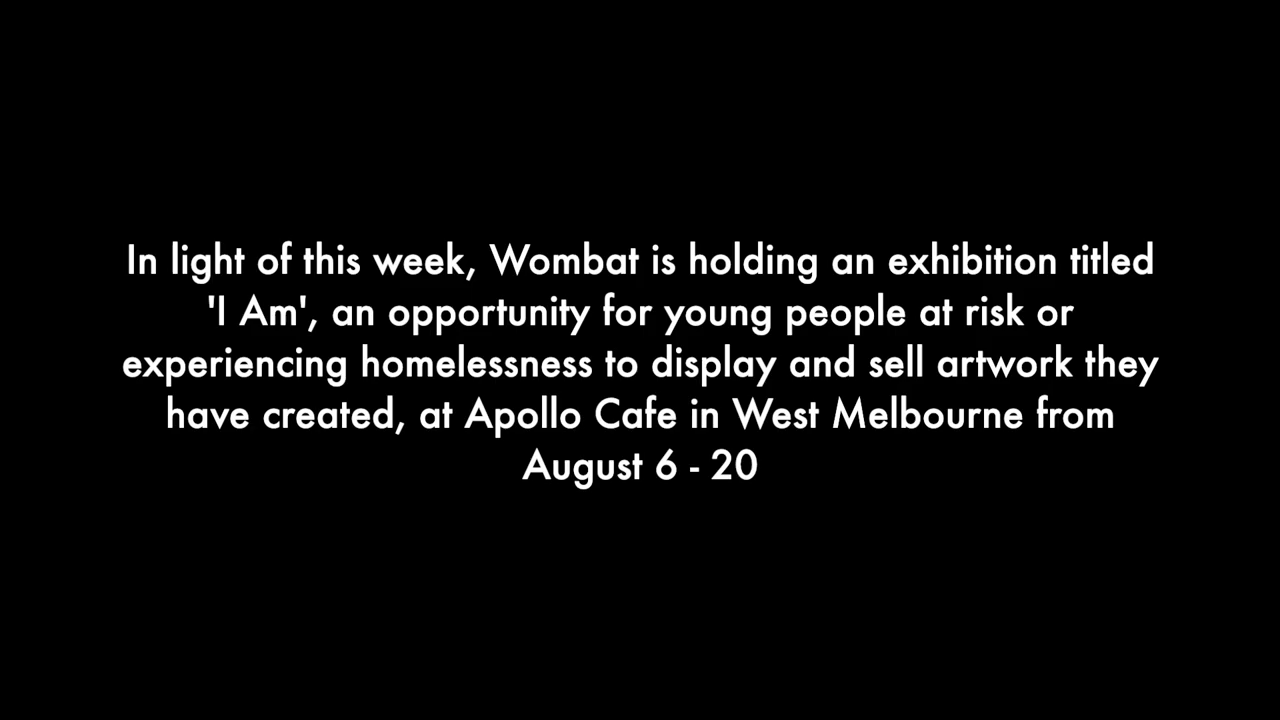 In light of this week, Wombat is holding an exhibition titled
'I Am', an opportunity for young people at risk or
experiencing homelessness to display and sell artwork they
have created, at Apollo Cafe in West Melbourne from
August 6 - 20